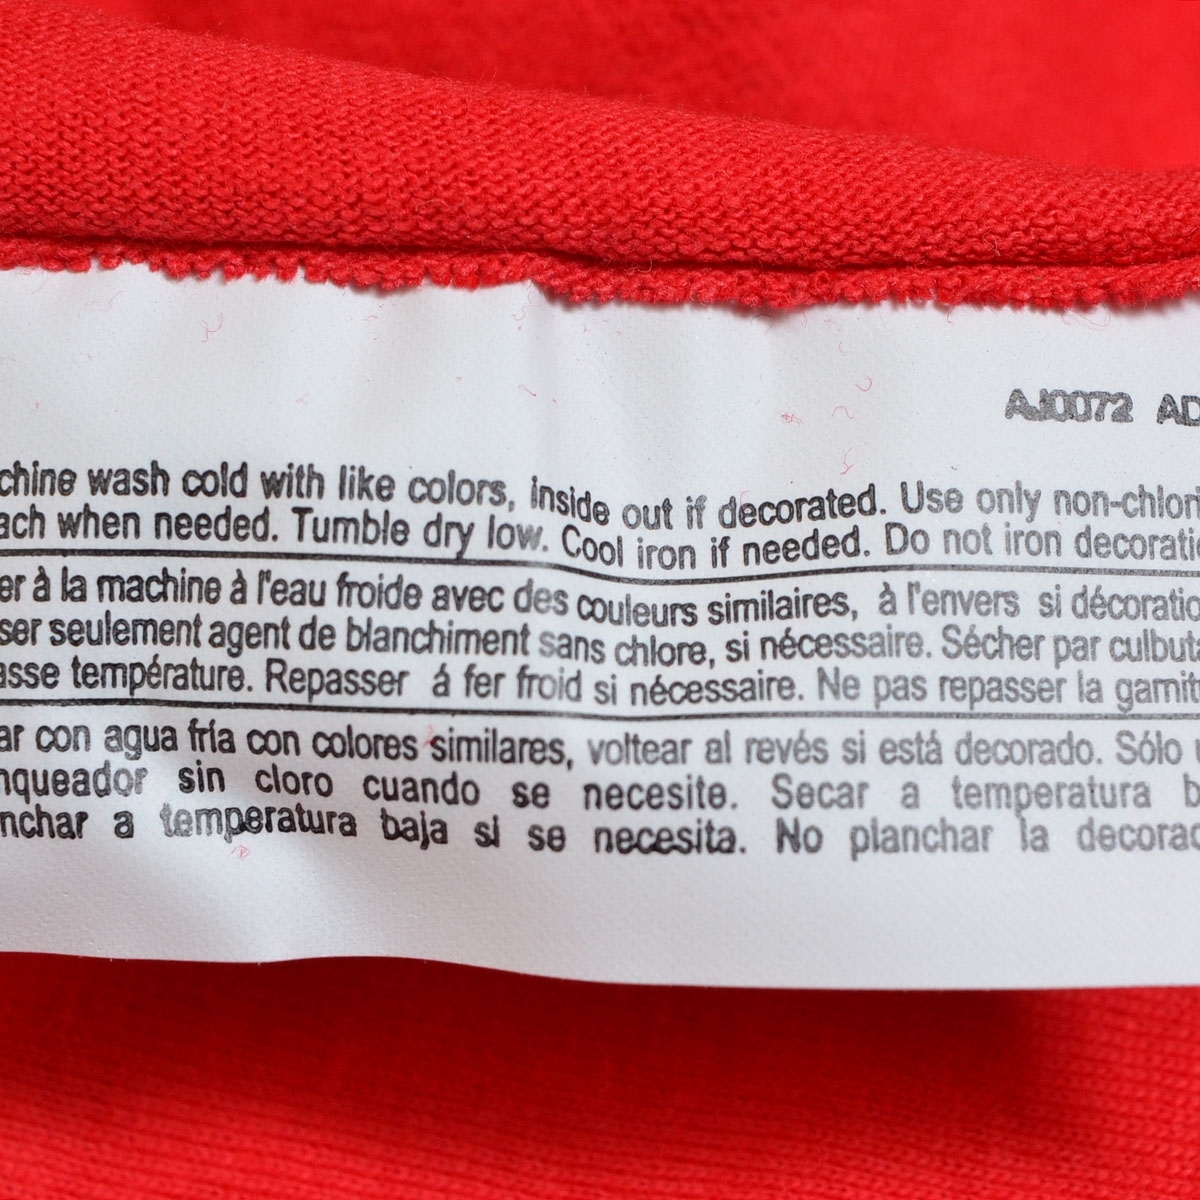 AJ0072 AD
chine wash cold with like colors, inside out if decorated. Use only non-chlor
ach when needed. Tumble dry low. Cool iron if needed. Do not iron decoratio
er à la machine à l'eau froide avec des couleurs similaires, à l'envers si décoratio
ser seulement agent de blanchiment sans chlore, si nécessaire. Sécher par culbuta
asse température. Repasser á fer froid si nécessaire. Ne pas repasser la garnit
ar con agua fría con colores similares, voltear al revés si está decorado. Sólo
nqueador sin cloro cuando se necesite. Secar a temperatura b
nchar a temperatura baja si se necesita. No planchar la decorac